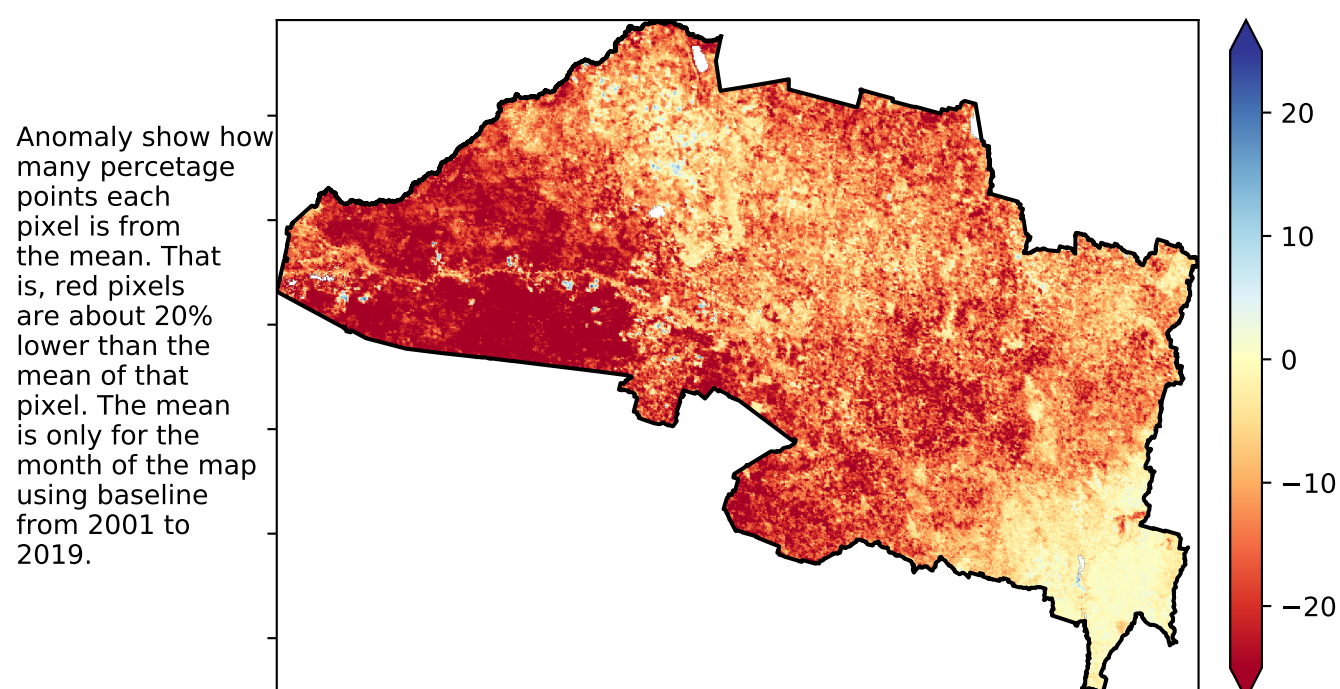 Anomaly show how
many percetage
points each
pixel is from
the mean. That
is, red pixels
are about 20%
lower than the
mean of that
pixel. The mean
is only for the
month of the map
using baseline
from 2001 to
2019.
20
10
0
−10
−20